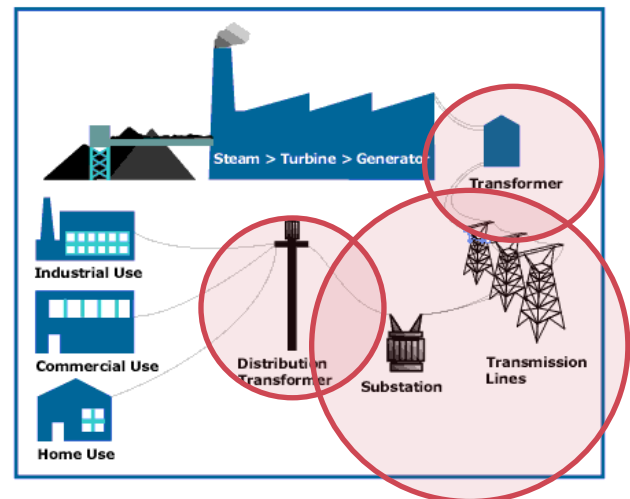 Steam > Turbine > Generator
Transformer
Industrial Use
Commercial Use
Distribution
Transformer
Substation
Transmission
Lines
Home Use